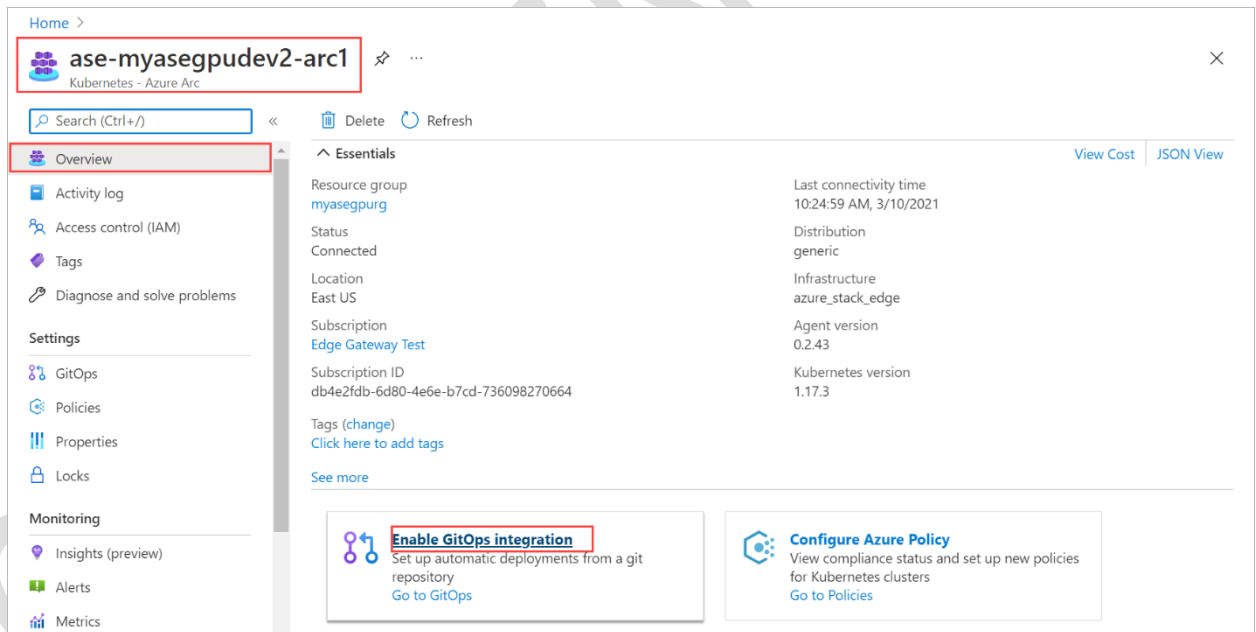 Home >
ase-myasegpudev2-arc1 ...
Kubernetes - Azure Arc
Search (Ctrl+/)
«
Overview
Activity log
Access control (IAM)
Tags
Diagnose and solve problems
Settings
GitOps
Policies
Properties
Locks
Monitoring
Insights (preview)
Alerts
Metrics
Delete Refresh
Essentials
View Cost JSON View
Resource group
myasegpurg
Status
Connected
Location
East US
Subscription
Edge Gateway Test
Subscription ID
db4e2fdb-6d80-4e6e-b7cd-736098270664
Tags (change)
Click here to add tags
See more
Last connectivity time
10:24:59 AM, 3/10/2021
Distribution
generic
Infrastructure
azure_stack_edge
Agent version
0.2.43
Kubernetes version
1.17.3
Enable GitOps integration
Set up automatic deployments from a git
repository
Go to GitOps
Configure Azure Policy
View compliance status and set up new policies
for Kubernetes clusters
Go to Policies